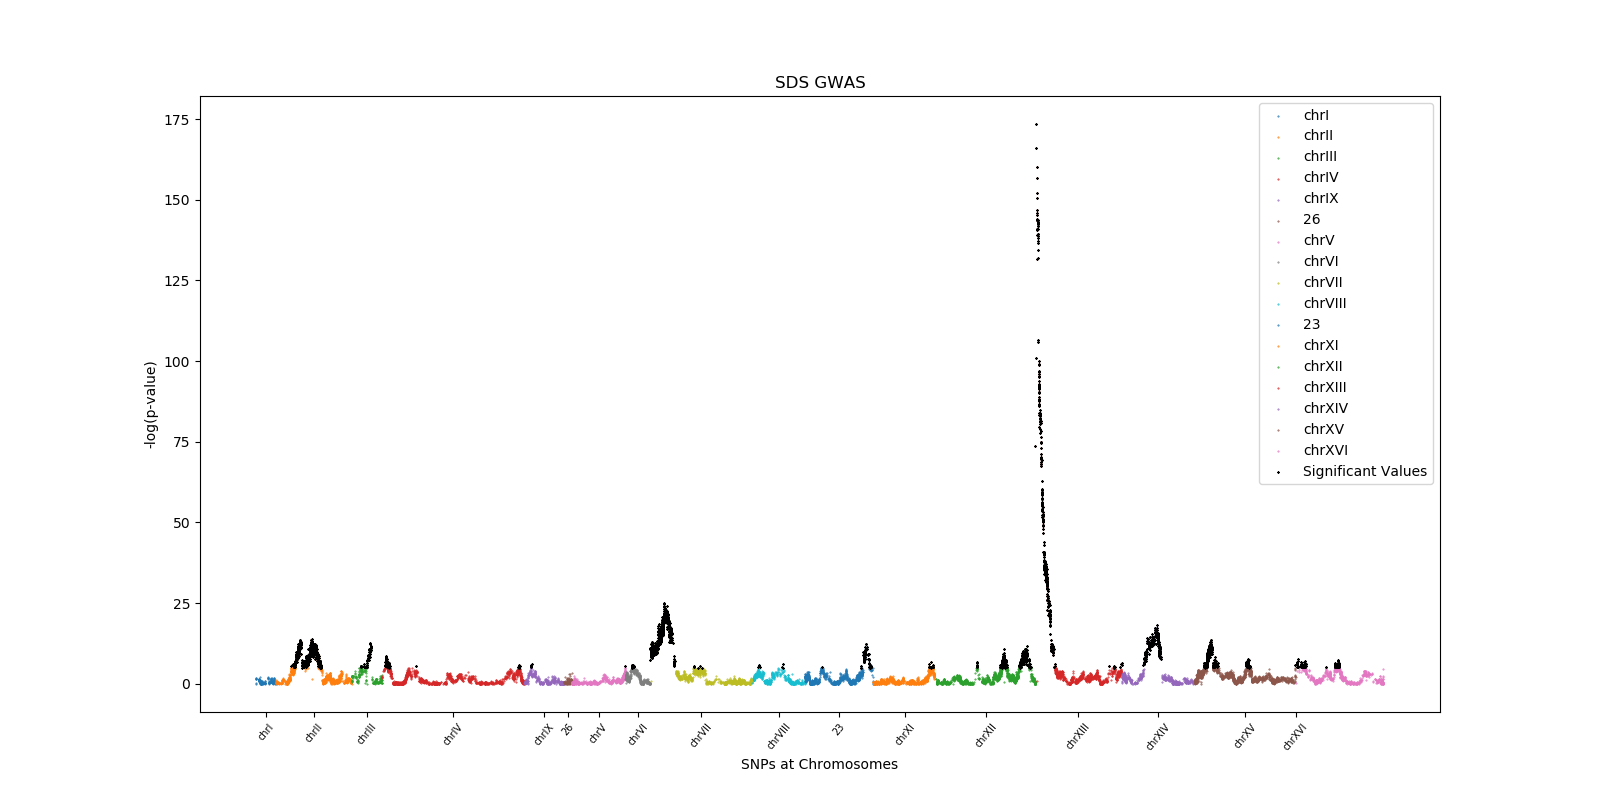 SDS GWAS
175
150
125
100
75
50
25
0
-log(p-value)
chrI
chrII
chrIII
chrIV
chrIX
26
chrV
chrVI
chrVII
chrVIII
23
chrXI
chrXII
chrXIII
chrXIV
chrXV
chrXVI
Significant Values
chrI
chrII
chrIII
chrIV
chrIX
26
chrV
chrVI
chrVII
chrVIII
23
chrXI
chrXII
chrXIII
chrXIV
chrXV
chrXVI
SNPs at Chromosomes